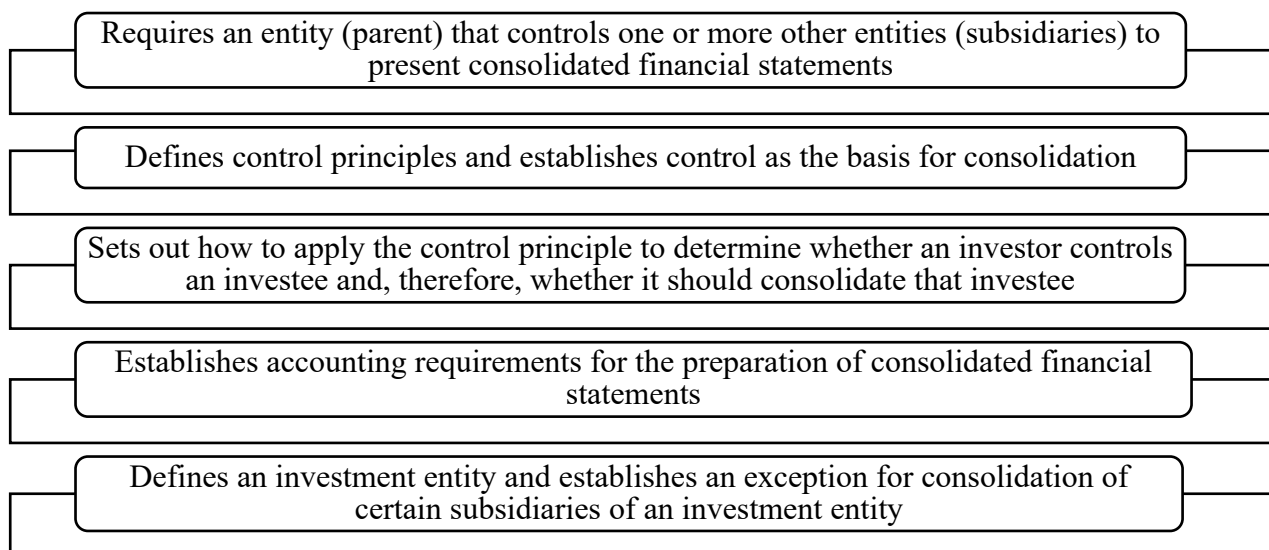 Requires an entity (parent) that controls one or more other entities (subsidiaries) to
present consolidated financial statements
Defines control principles and establishes control as the basis for consolidation
Sets out how to apply the control principle to determine whether an investor controls
an investee and, therefore, whether it should consolidate that investee
Establishes accounting requirements for the preparation of consolidated financial
statements
Defines an investment entity and establishes an exception for consolidation of
certain subsidiaries of an investment entity